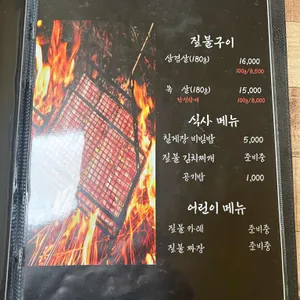 짚불구이
삼겹살(180g) 16,000
100g/8,500
목 살(180g) 15,000
100g/8,000
식사 메뉴
칠게장 비빔밥 5,000
짚불 김치찌개 준비중
공기밥 1,000
어린이 메뉴
짚불 카레 준비중
짚불 짜장 준비중